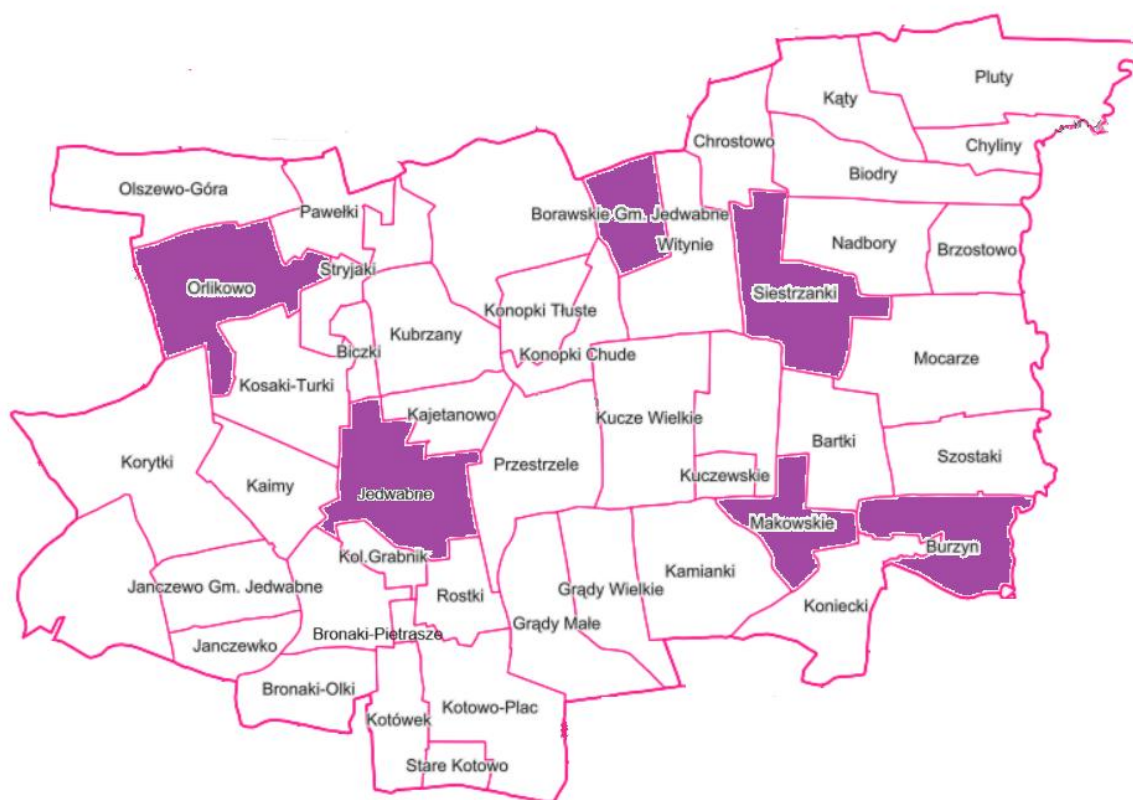 Pluty
Kąty
Chrostowo
Chyliny
Biodry
Olszewo-Góra
Pawełki
Borawskie Gm. Jedwabne
Witynie
Nadbory
Brzostowo
Stryjaki
Orlikowo
Siestrzanki
Konopki Tłuste
Kubrzany
Biczki
Konopki Chude
Mocarze
Kosaki-Turki
Kajetanowo
Kucze Wielkie
Bartki
Szostaki
Korytki
Przestrzele
Kuczewskie
Kaimy
Jedwabne
Makowskie
Burzyn
Kol.Grabnik
Kamianki
Janczewo Gm. Jedwabne
Rostki
Grądy Wielkie
Koniecki
Grądy Małe
Bronaki-Pietrasze
Janczewko
Bronaki-Olki
Kotowo-Plac
Kotówek
Stare Kotowo